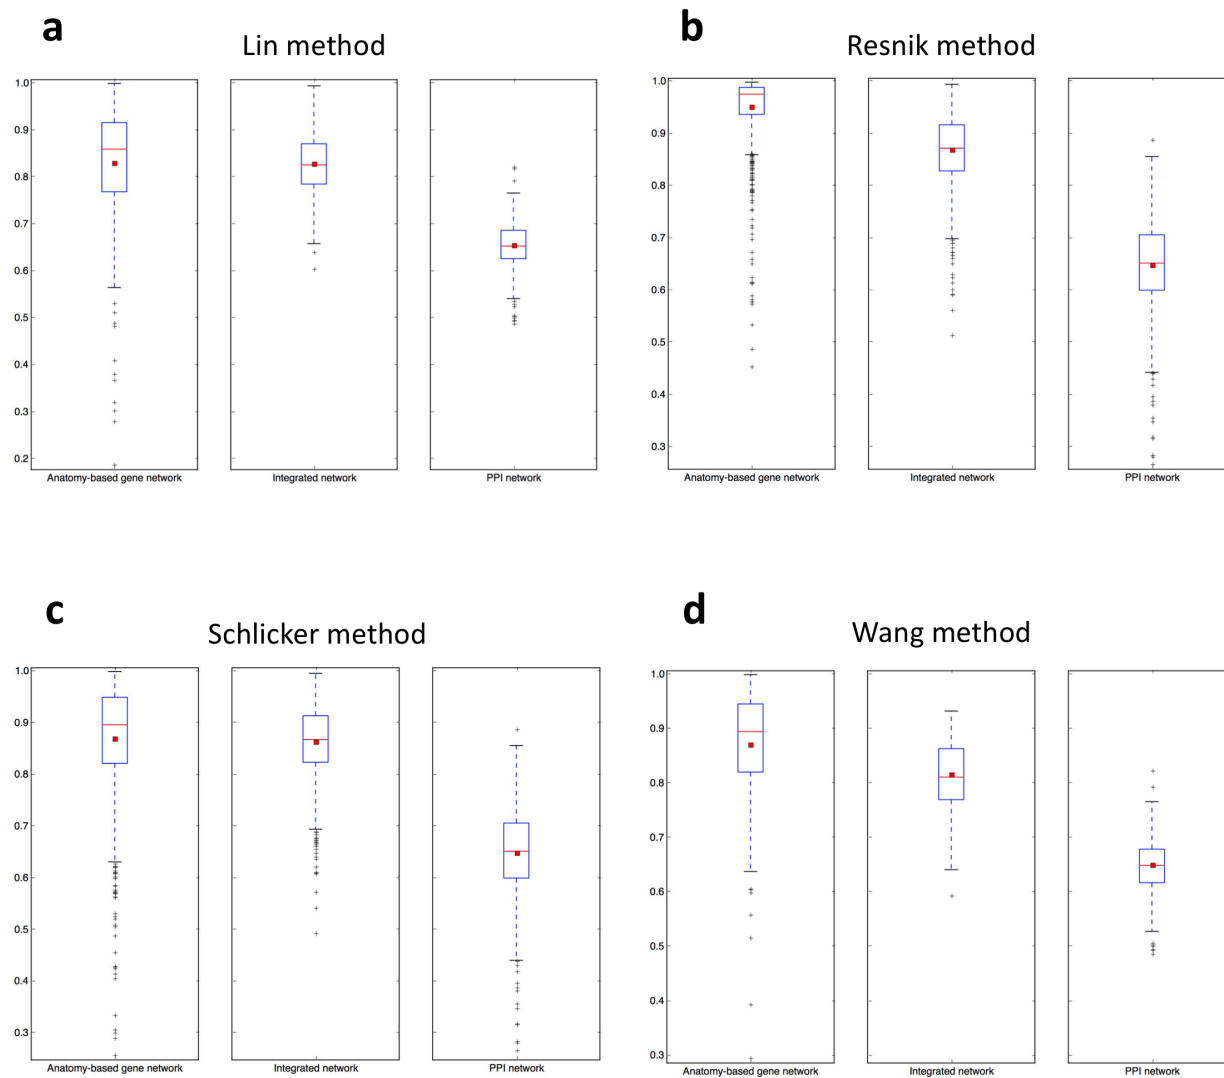 a
Lin method
1.0
0.9
0.8
0.7
0.6
0.5
0.4
0.3
0.2
Anatomy-based gene network
Integrated network
PPI network
b
Resnik method
1.0
0.9
0.8
0.7
0.6
0.5
0.4
0.3
Anatomy-based gene network
Integrated network
PPI network
c
Schlicker method
1.0
0.9
0.8
0.7
0.6
0.5
0.4
0.3
Anatomy-based gene network
Integrated network
PPI network
d
Wang method
1.0
0.9
0.8
0.7
0.6
0.5
0.4
0.3
Anatomy-based gene network
Integrated network
PPI network